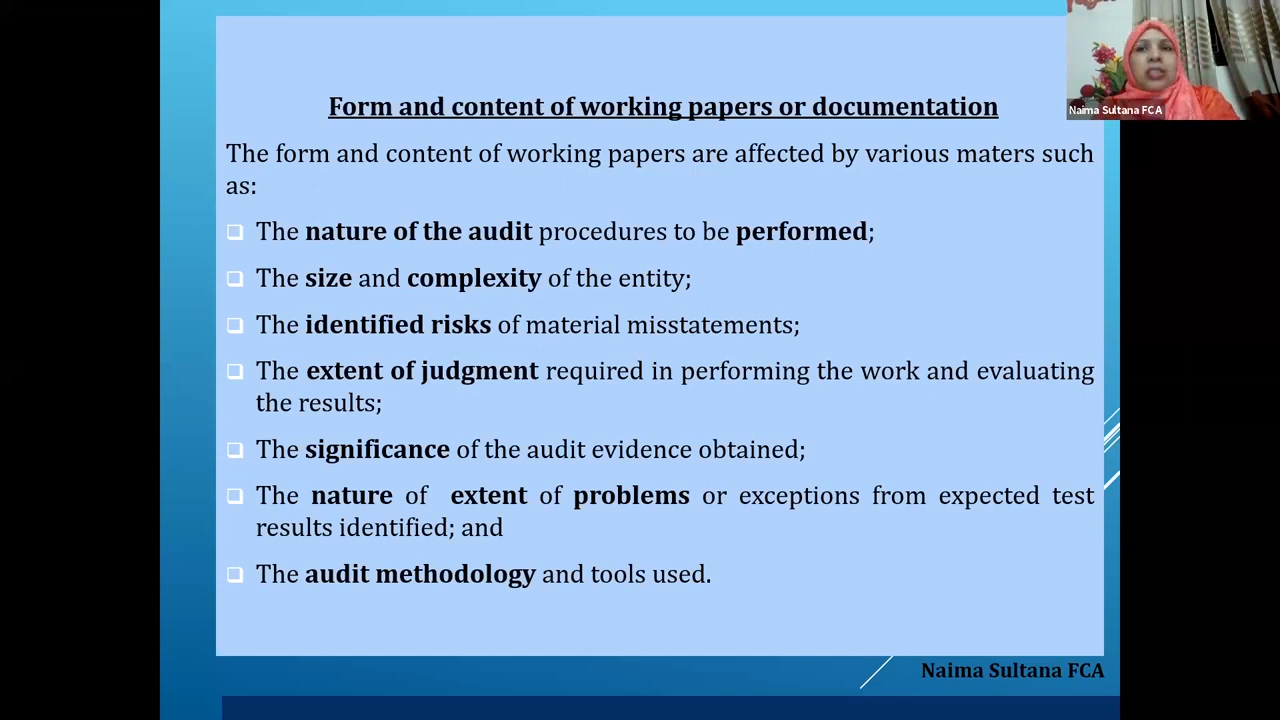 Naima Sultana FCA
Form and content of working papers or documentation
The form and content of working papers are affected by various maters such
as:
The nature of the audit procedures to be performed;
The size and complexity of the entity;
The identified risks of material misstatements;
The extent of judgment required in performing the work and evaluating
the results;
The significance of the audit evidence obtained;
The nature of extent of problems or exceptions from expected test
results identified; and
The audit methodology and tools used.
Naima Sultana FCA